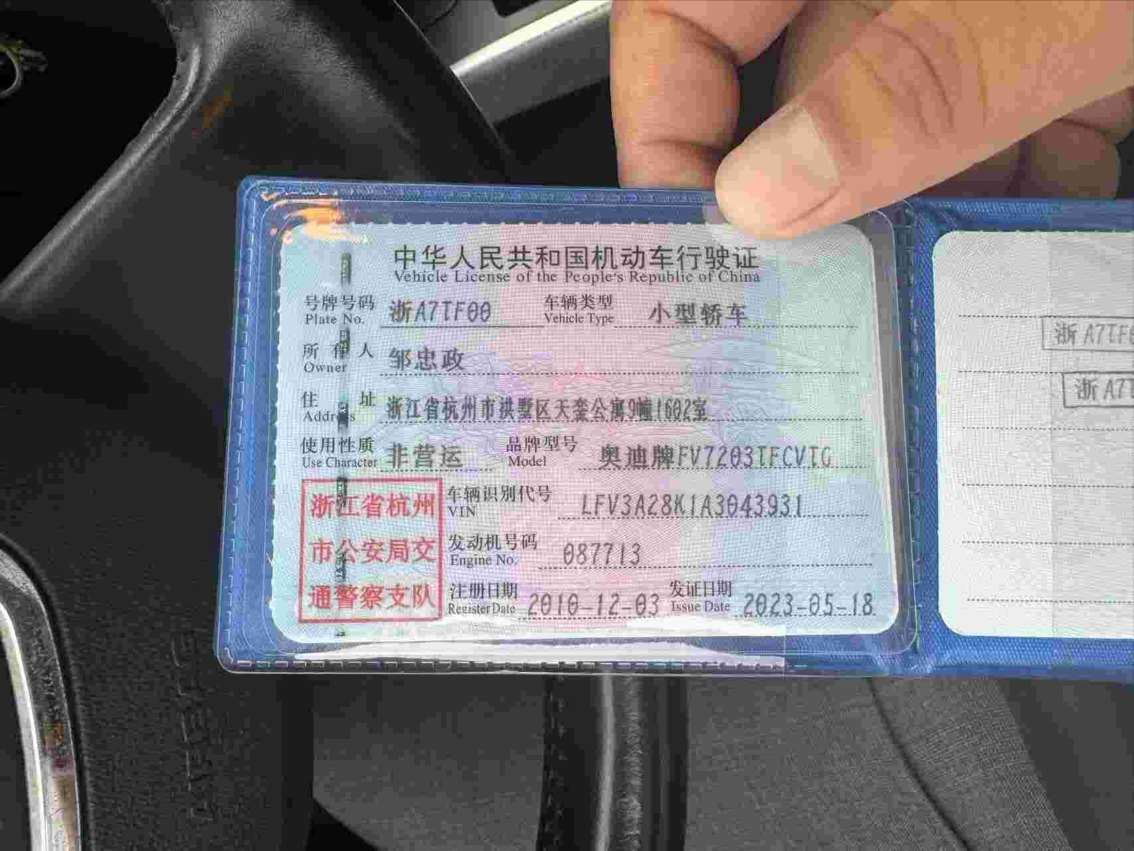 中华人民共和国机动车行驶证
Vehicle License of the People's Republic of China
号牌号码 浙A7TF00 车辆类型 小型轿车
Plate No. Vehicle Type
所有人 邹忠政
Owner
住址 浙江省杭州市拱墅区天銮公寓9幢1602室
Address
使用性质 非营运 品牌型号 奥迪牌FV7203TFCVTG
Use Character Model
浙江省杭州
市公安局交
通警察支队
车辆识别代号 LFV3A28K1A3043931
VIN
发动机号码 087713
Engine No.
注册日期 2010-12-03 发证日期 2023-05-18
Register Date Issue Date
浙A7TF0
浙A7T